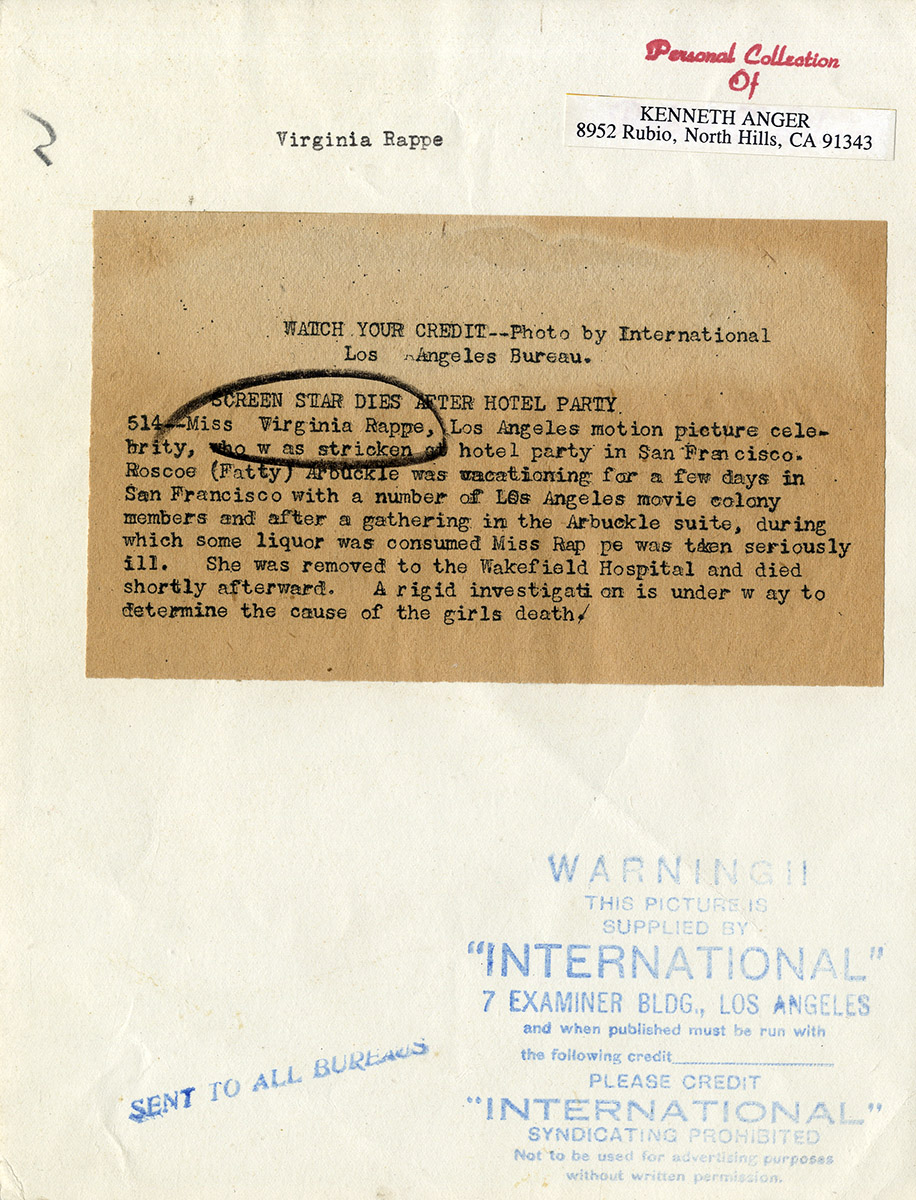 Personal Collection
Of
KENNETH ANGER
8952 Rubio, North Hills, CA 91343
Virginia Rappe
WATCH YOUR CREDIT--Photo by International
Los Angeles Bureau.
SCREEN STAR DIES AFTER HOTEL PARTY
514--Miss Virginia Rappe, Los Angeles motion picture cele-
brity, who w as stricken at hotel party in San Francisco.
Roscoe (Fatty) Arbuckle was vacationing for a few days in
San Francisco with a number of Los Angeles movie colony
members and after a gathering in the Arbuckle suite, during
which some liquor was consumed Miss Rap pe was taken seriously
ill. She was removed to the Wakefield Hospital and died
shortly afterward. A rigid investigati on is under w ay to
determine the cause of the girls death.
WARNING!!
THIS PICTURE IS
SUPPLIED BY
"INTERNATIONAL"
7 EXAMINER BLDG., LOS ANGELES
and when published must be run with
the following credit
PLEASE CREDIT
"INTERNATIONAL"
SYNDICATING PROHIBITED
Not to be used for advertising purposes
without written permission.
SENT TO ALL BUREAUS